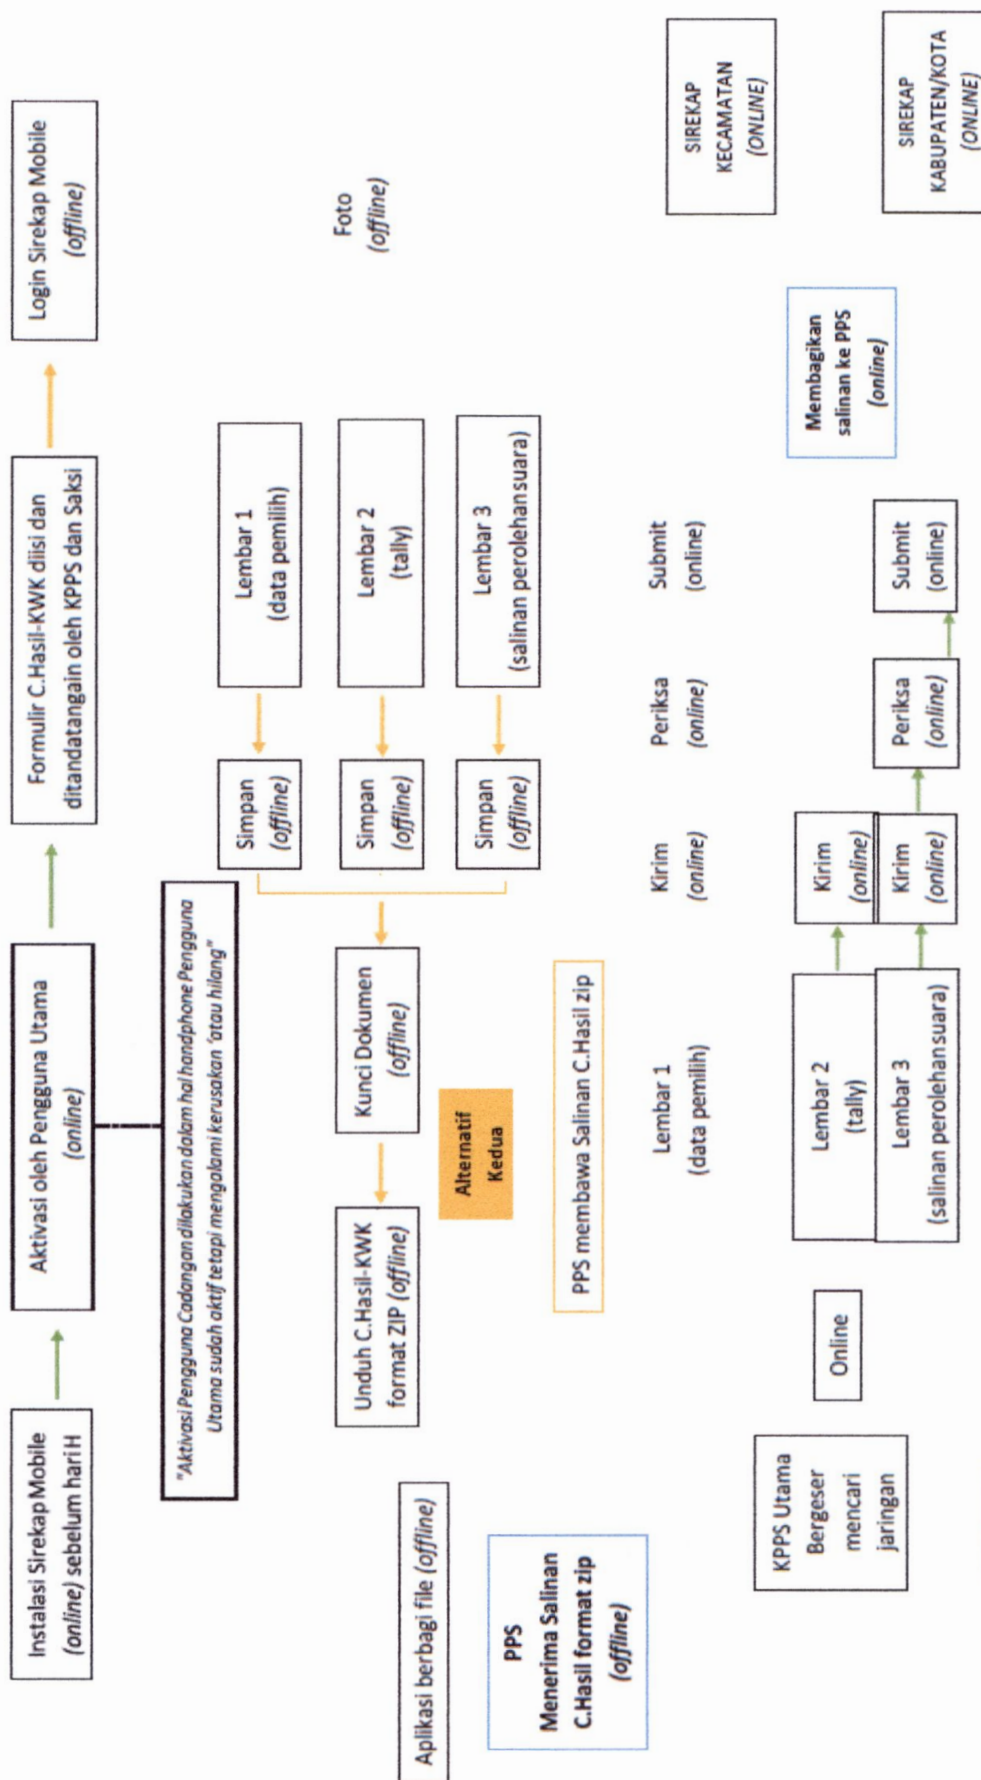 Instalasi Sirekap Mobile
(online) sebelum hari H
Aktivasi oleh Pengguna Utama
(online)
Formulir C.Hasil-KWK diisi dan
ditandatangain oleh KPPS dan Saksi
Login Sirekap Mobile
(offline)
"Aktivasi Pengguna Cadangan dilakukan dalam hal handphone Pengguna
Utama sudah aktif tetapi mengalami kerusakan 'atau hilang"
Foto
(offline)
Lembar 1
(data pemilih)
Lembar 2
(tally)
Lembar 3
(salinan perolehan suara)
Simpan
(offline)
Simpan
(offline)
Simpan
(offline)
Kunci Dokumen
(offline)
Unduh C.Hasil-KWK
format ZIP (offline)
Aplikasi berbagi file (offline)
Alternatif
Kedua
PPS
Menerima Salinan
C.Hasil format zip
(offline)
PPS membawa Salinan C.Hasil zip
SIREKAP
KECAMATAN
(ONLINE)
Lembar 1
(data pemilih)
Kirim
(online)
Periksa
(online)
Submit
(online)
KPPS Utama
Bergeser
mencari
jaringan
Online
Lembar 2
(tally)
Kirim
(online)
Membagikan
salinan ke PPS
(online)
Lembar 3
(salinan perolehan suara)
Kirim
(online)
Periksa
(online)
Submit
(online)
SIREKAP
KABUPATEN/KOTA
(ONLINE)